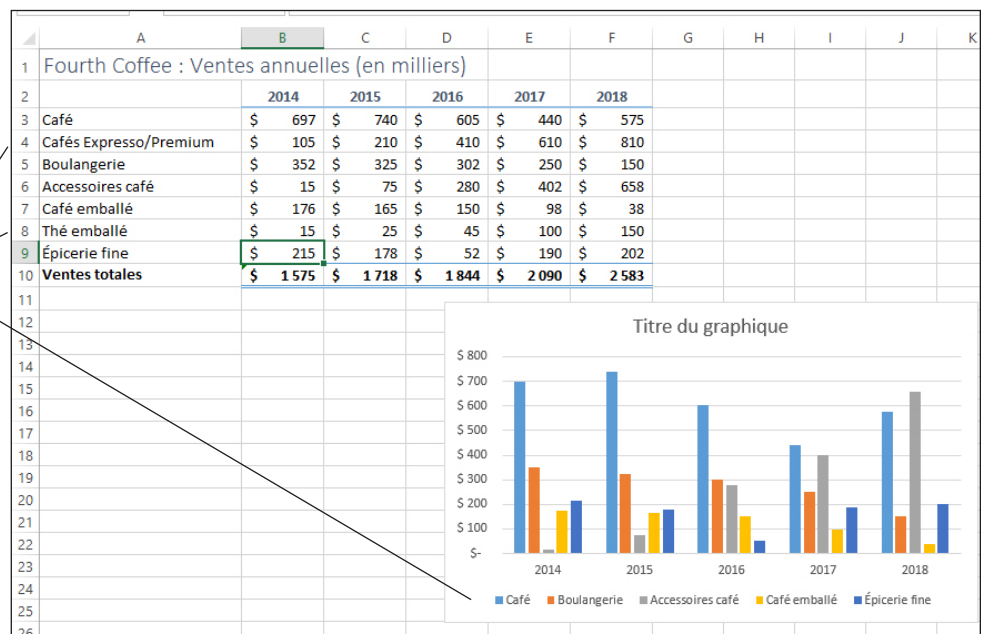 A B C D E F G H I J K
1 Fourth Coffee : Ventes annuelles (en milliers)
2 2014 2015 2016 2017 2018
3 Café $ 697 $ 740 $ 605 $ 440 $ 575
4 Cafés Expresso/Premium $ 105 $ 210 $ 410 $ 610 $ 810
5 Boulangerie $ 352 $ 325 $ 302 $ 250 $ 150
6 Accessoires café $ 15 $ 75 $ 280 $ 402 $ 658
7 Café emballé $ 176 $ 165 $ 150 $ 98 $ 38
8 Thé emballé $ 15 $ 25 $ 45 $ 100 $ 150
9 Épicerie fine $ 215 $ 178 $ 52 $ 190 $ 202
10 Ventes totales $ 1 575 $ 1 718 $ 1 844 $ 2 090 $ 2 583
11
12
13
14
15
16
17
18
19
20
21
22
23
24
25
26
Titre du graphique
$ 800
$ 700
$ 600
$ 500
$ 400
$ 300
$ 200
$ 100
$-
2014 2015 2016 2017 2018
Café Boulangerie Accessoires café Café emballé Épicerie fine